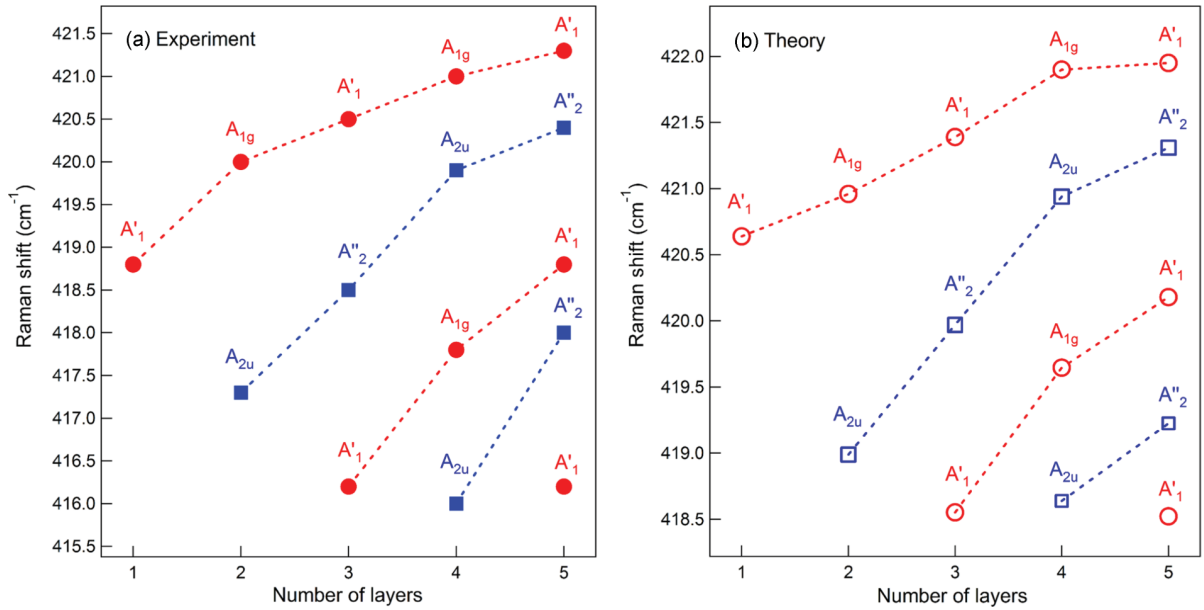 (a) Experiment
Raman shift (cm⁻¹)
421.5
421.0
420.5
420.0
419.5
419.0
418.5
418.0
417.5
417.0
416.5
416.0
415.5
A'₁
A₁g
A'₁
A₁g
A'₁
A₂u
A"₂
A₂u
A"₂
A'₁
A₁g
A'₁
A₂u
A"₂
A'₁
1 2 3 4 5
Number of layers
(b) Theory
Raman shift (cm⁻¹)
422.0
421.5
421.0
420.5
420.0
419.5
419.0
418.5
A'₁
A₁g
A'₁
A₁g
A'₁
A₂u
A"₂
A₂u
A"₂
A'₁
A₁g
A'₁
A₂u
A"₂
A'₁
1 2 3 4 5
Number of layers